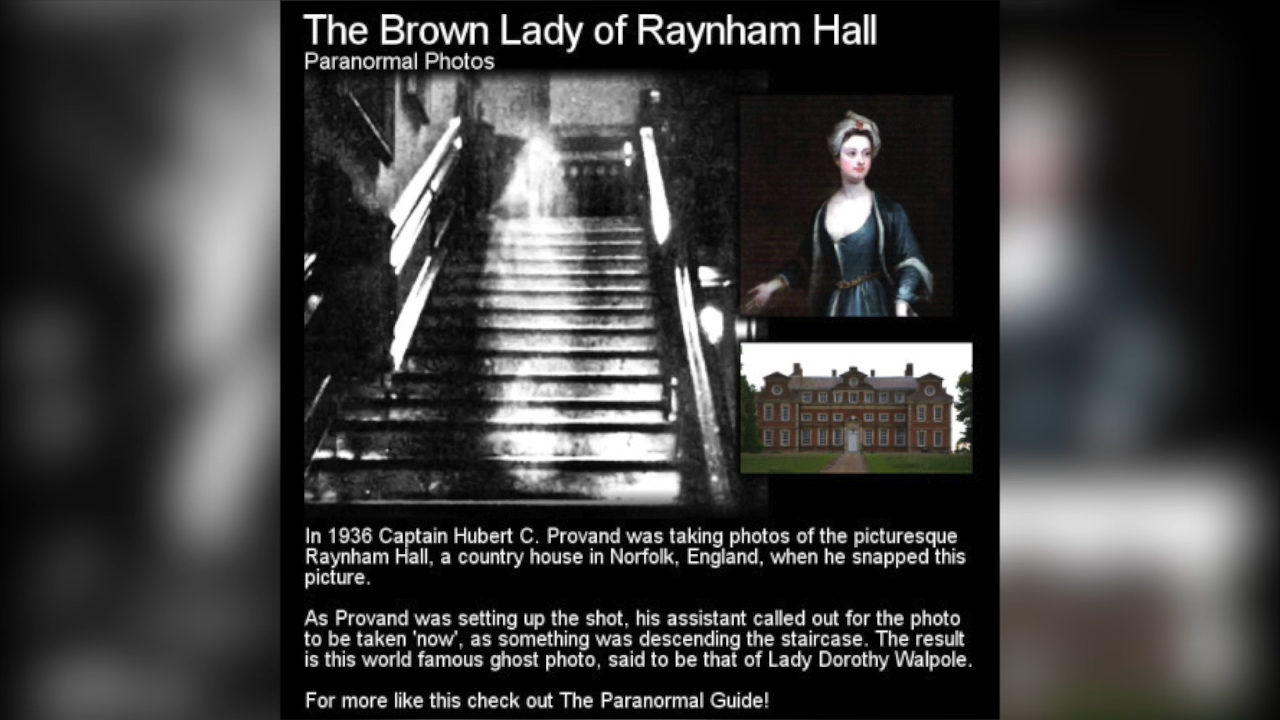 The Brown Lady of Raynham Hall
Paranormal Photos
In 1936 Captain Hubert C. Provand was taking photos of the picturesque
Raynham Hall, a country house in Norfolk, England, when he snapped this
picture.
As Provand was setting up the shot, his assistant called out for the photo
to be taken 'now', as something was descending the staircase. The result
is this world famous ghost photo, said to be that of Lady Dorothy Walpole.
For more like this check out The Paranormal Guide!